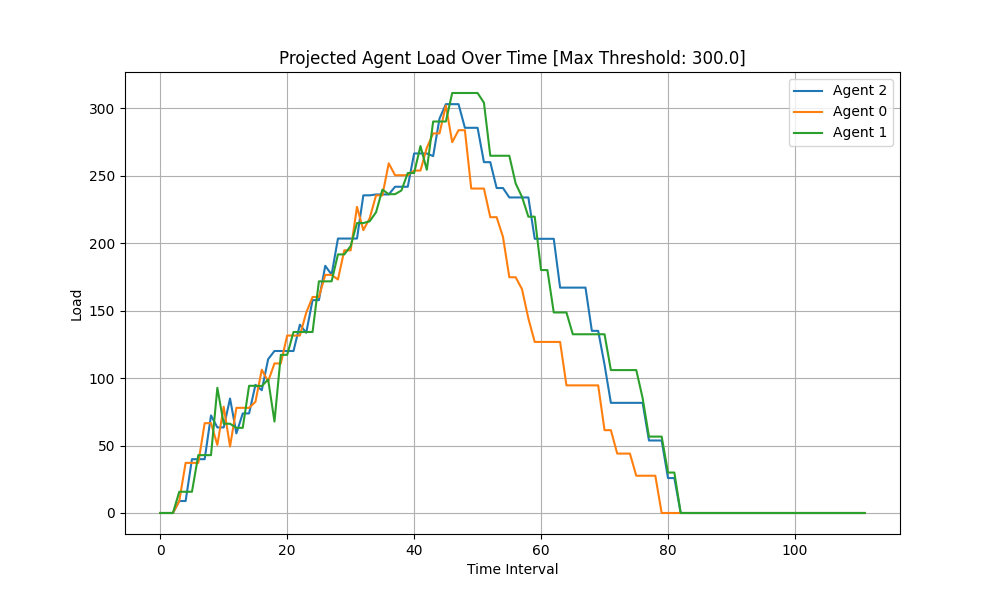 Projected Agent Load Over Time [Max Threshold: 300.0]
Agent 2
Agent 0
Agent 1
Load
300
250
200
150
100
50
0
0 20 40 60 80 100
Time Interval